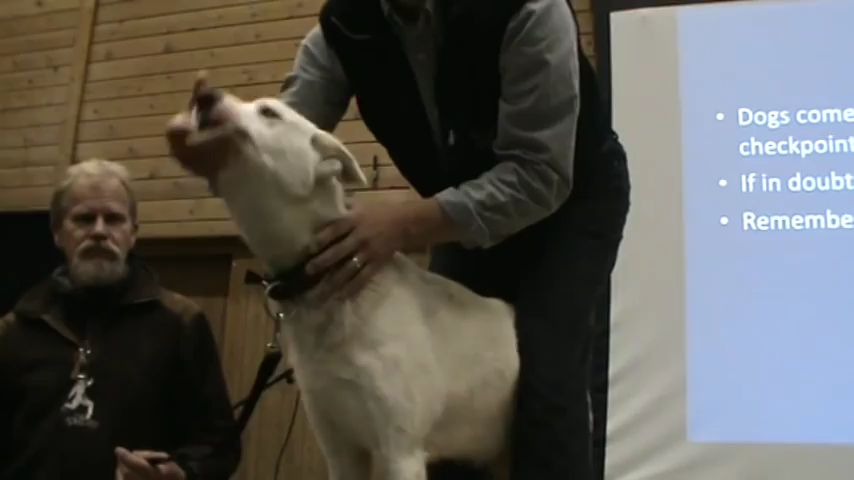 • Dogs come
checkpoint
• If in doubt
• Remembe